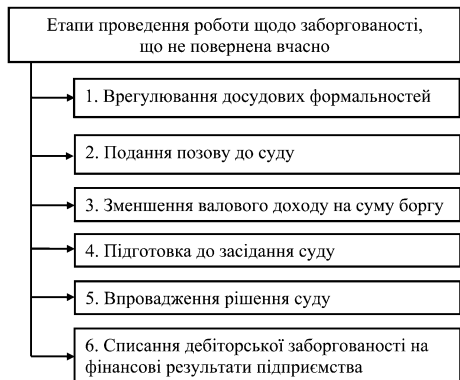 Етапи проведення роботи щодо заборгованості,
що не повернена вчасно
1. Врегулювання досудових формальностей
2. Подання позову до суду
3. Зменшення валового доходу на суму боргу
4. Підготовка до засідання суду
5. Впровадження рішення суду
6. Списання дебіторської заборгованості на
фінансові результати підприємства